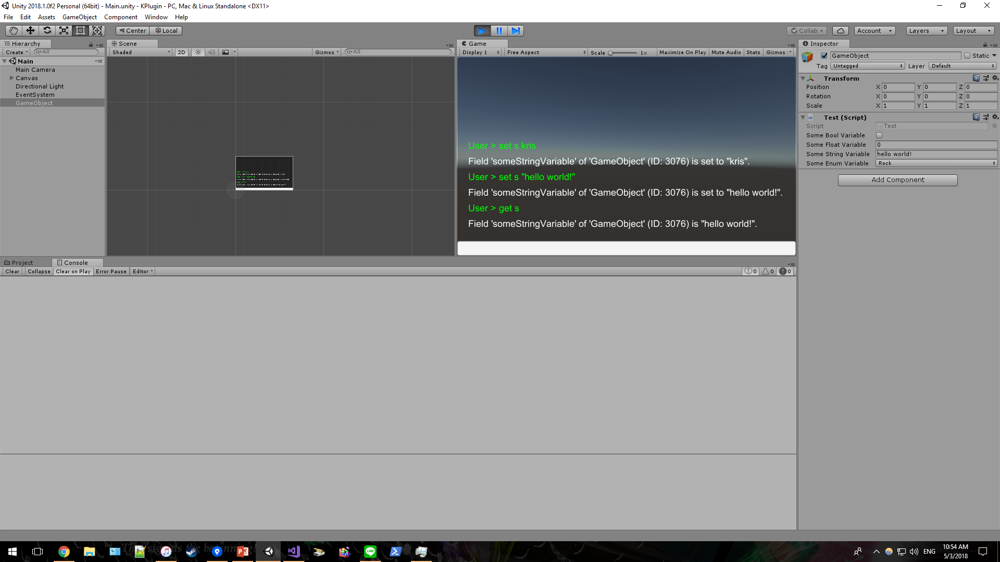 Unity 2018.1.0f2 Personal (64bit) - Main.unity - KPlugin - PC, Mac & Linux Standalone <DX11>
File Edit Assets GameObject Component Window Help
Center Local
Collab Account Layers Layout
Hierarchy
Create All
Main
Main Camera
Canvas
Directional Light
EventSystem
GameObject
Scene
Shaded 2D Gizmos All
Game
Display 1 Free Aspect Scale 1x Maximize On Play Mute Audio Stats Gizmos
User > set s kris
Field 'someStringVariable' of 'GameObject' (ID: 3076) is set to "kris".
User > set s "hello world!"
Field 'someStringVariable' of 'GameObject' (ID: 3076) is set to "hello world!".
User > get s
Field 'someStringVariable' of 'GameObject' (ID: 3076) is "hello world!".
Inspector
GameObject Static
Tag Untagged Layer Default
Transform
Position X 0 Y 0 Z 0
Rotation X 0 Y 0 Z 0
Scale X 1 Y 1 Z 1
Test (Script)
Script Test
Some Bool Variable
Some Float Variable 0
Some String Variable hello world!
Some Enum Variable Rock
Add Component
Project Console
Clear Collapse Clear on Play Error Pause Editor 0 0 0
LINE
ENG
10:54 AM
5/3/2018